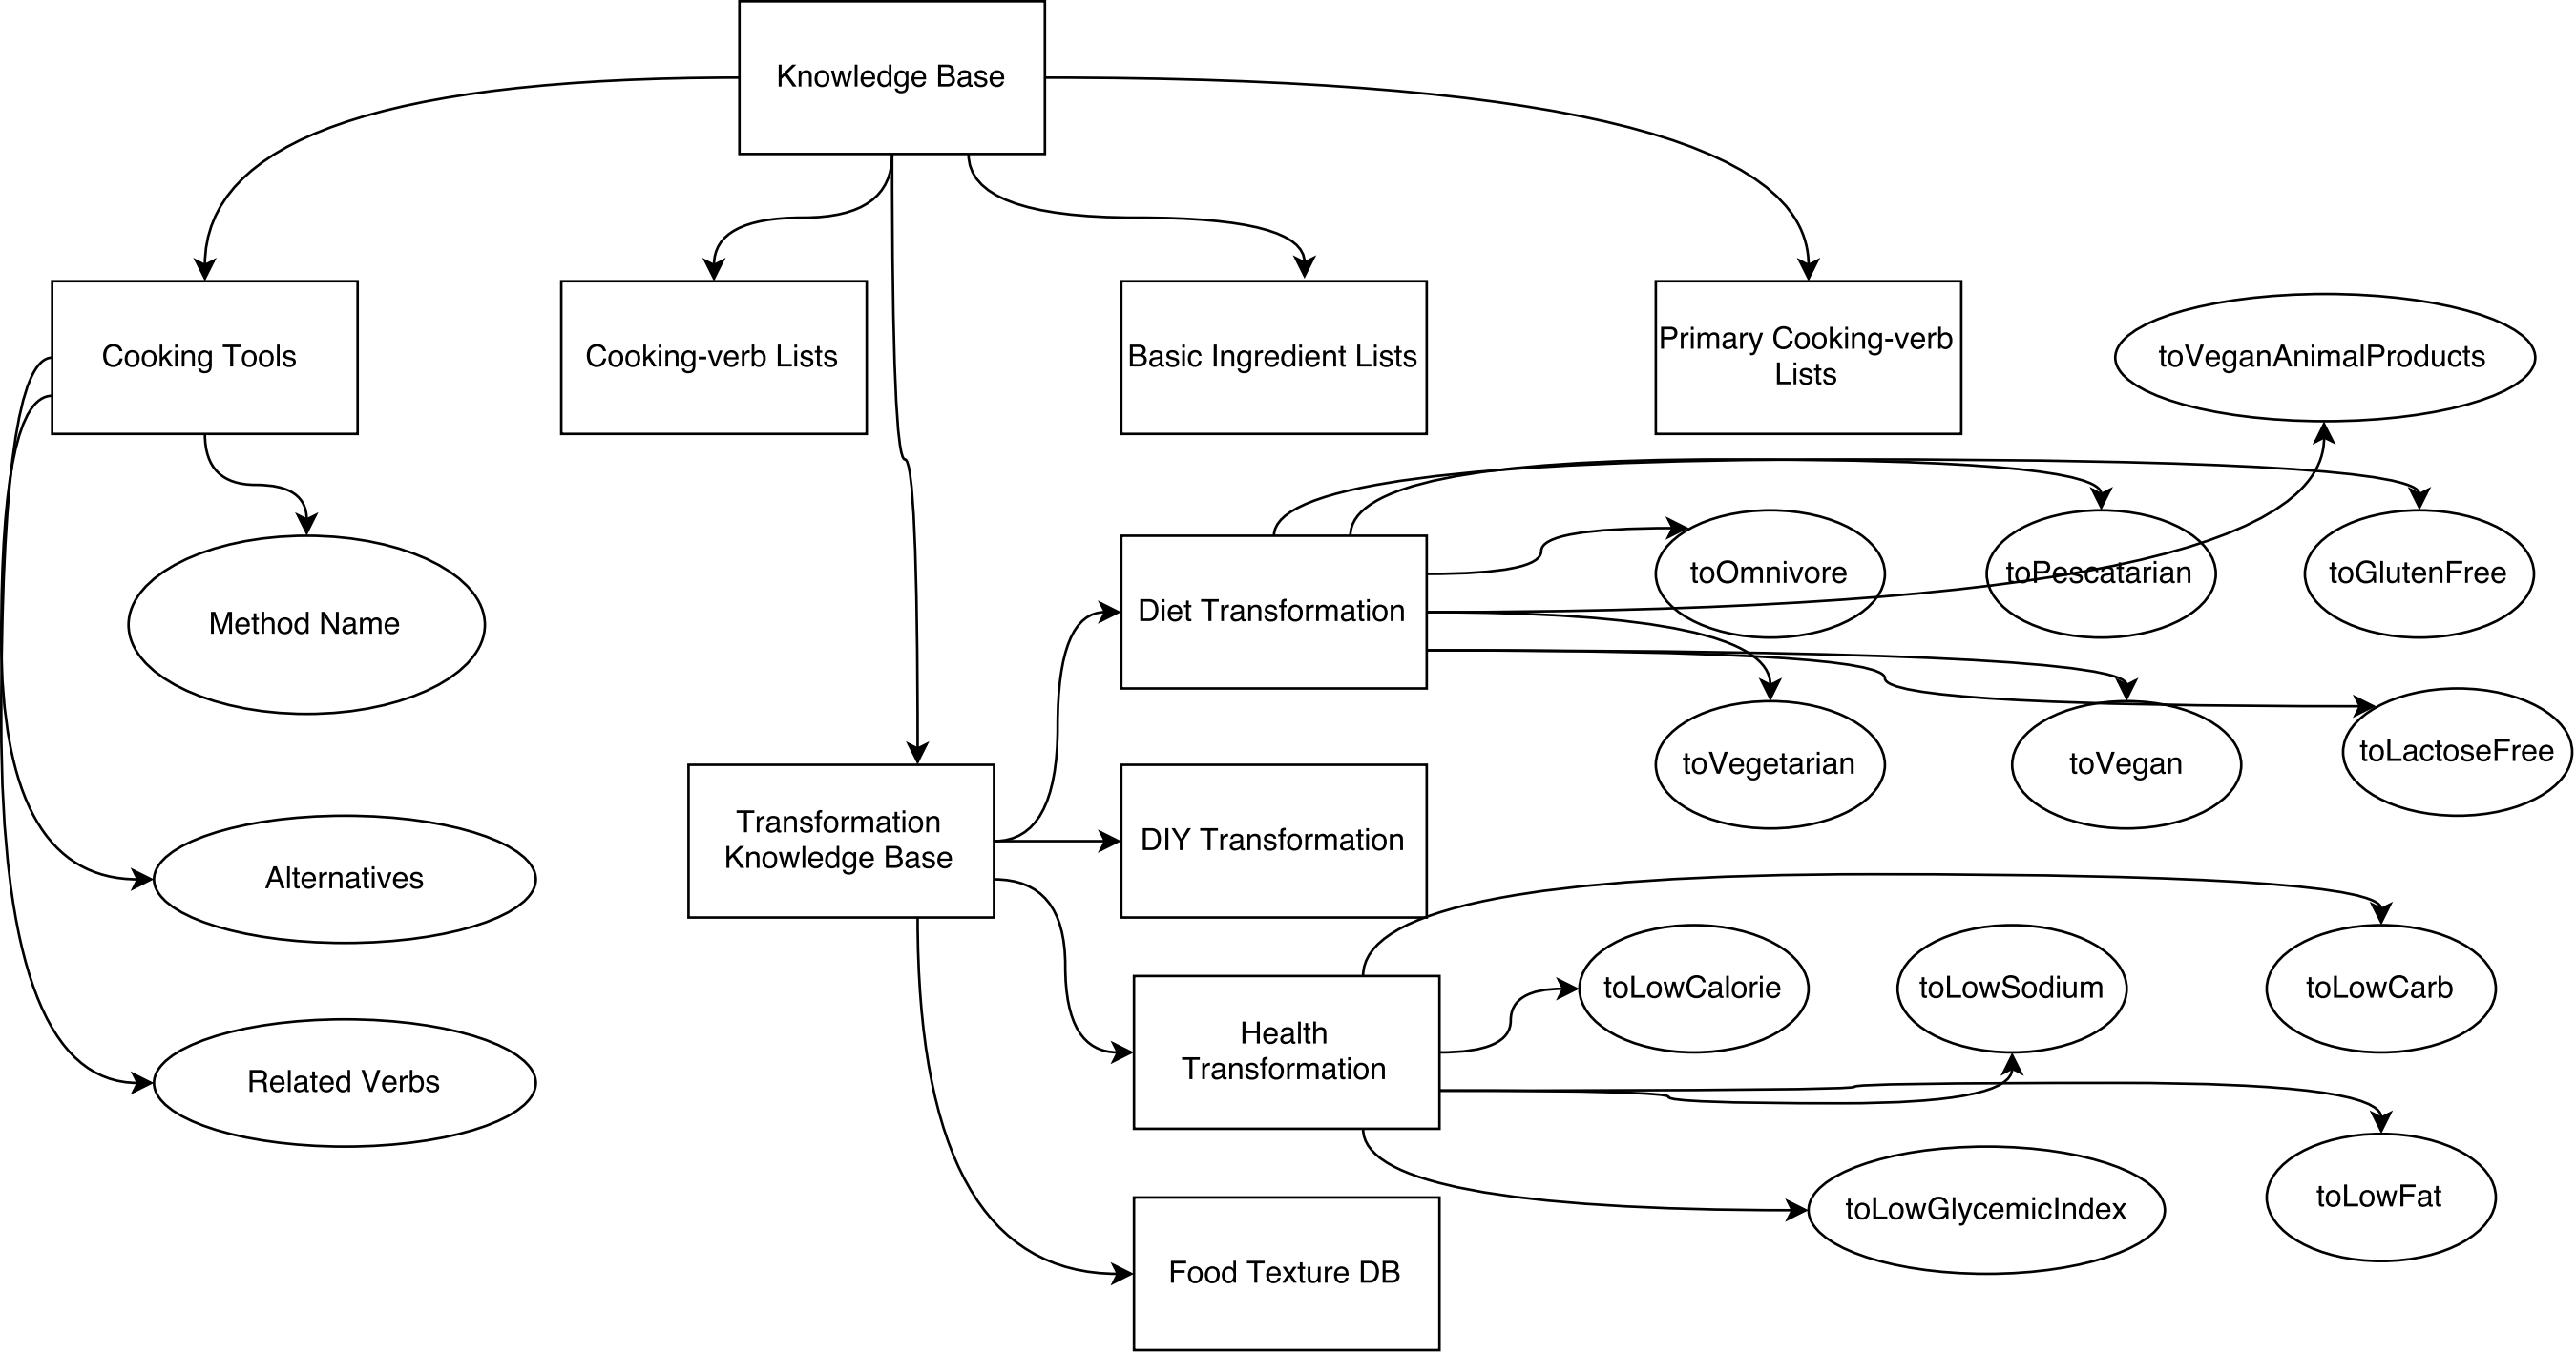 Knowledge Base
Cooking Tools
Cooking-verb Lists
Basic Ingredient Lists
Primary Cooking-verb
Lists
toVeganAnimalProducts
Method Name
Diet Transformation
toOmnivore
toPescatarian
toGlutenFree
toVegetarian
toVegan
toLactoseFree
Transformation
Knowledge Base
DIY Transformation
Alternatives
Related Verbs
Health
Transformation
toLowCalorie
toLowSodium
toLowCarb
toLowGlycemicIndex
toLowFat
Food Texture DB